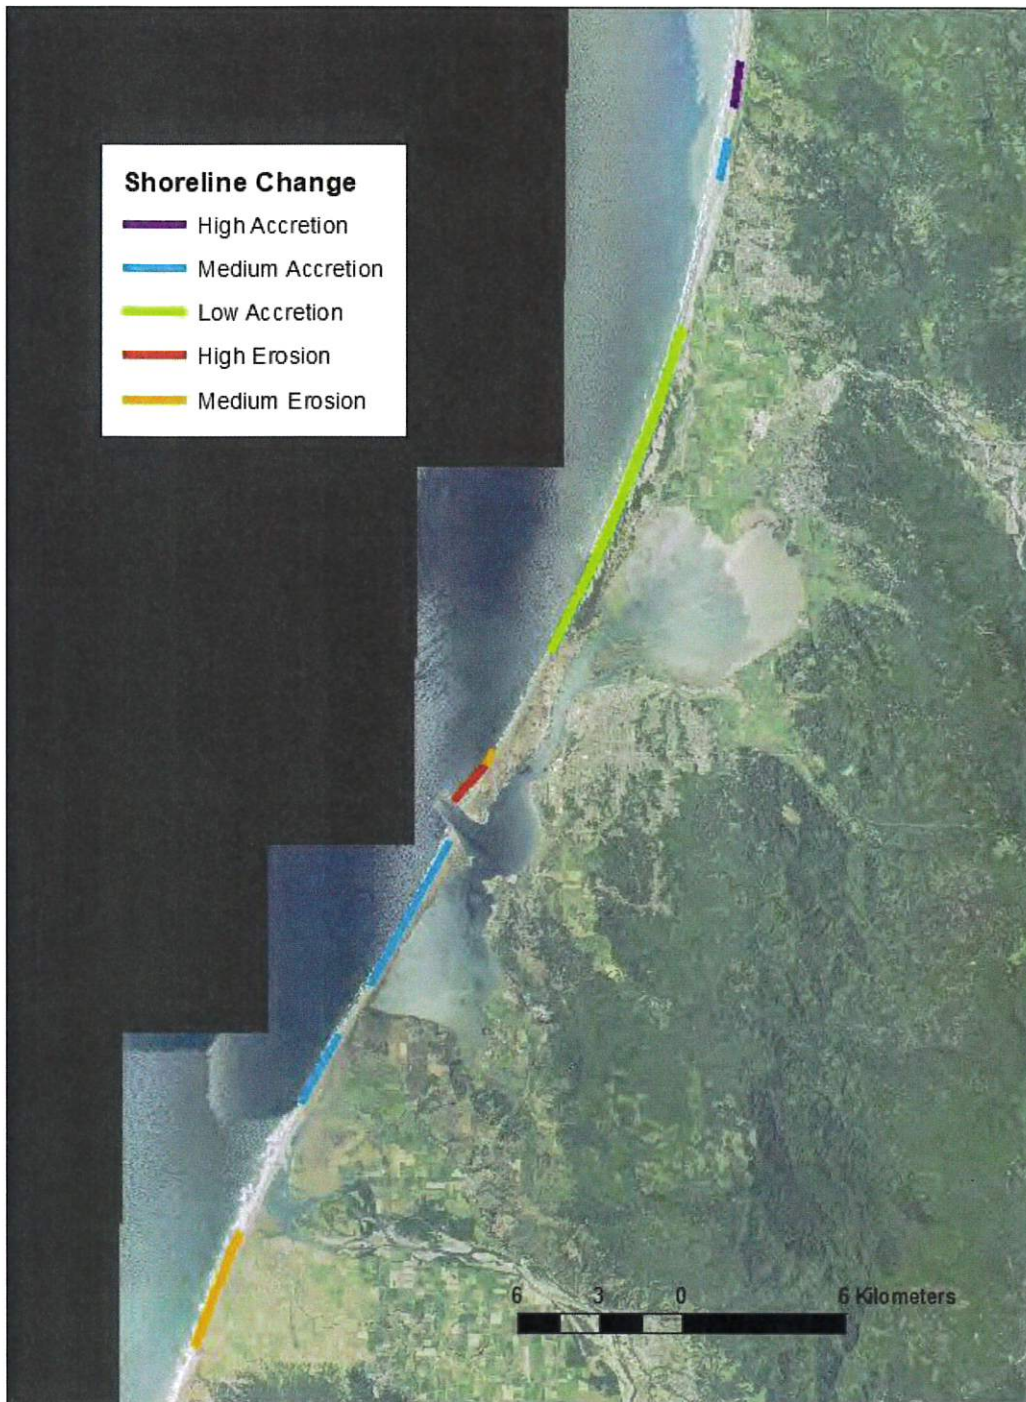 Shoreline Change
High Accretion
Medium Accretion
Low Accretion
High Erosion
Medium Erosion
6 3 0 6 Kilometers